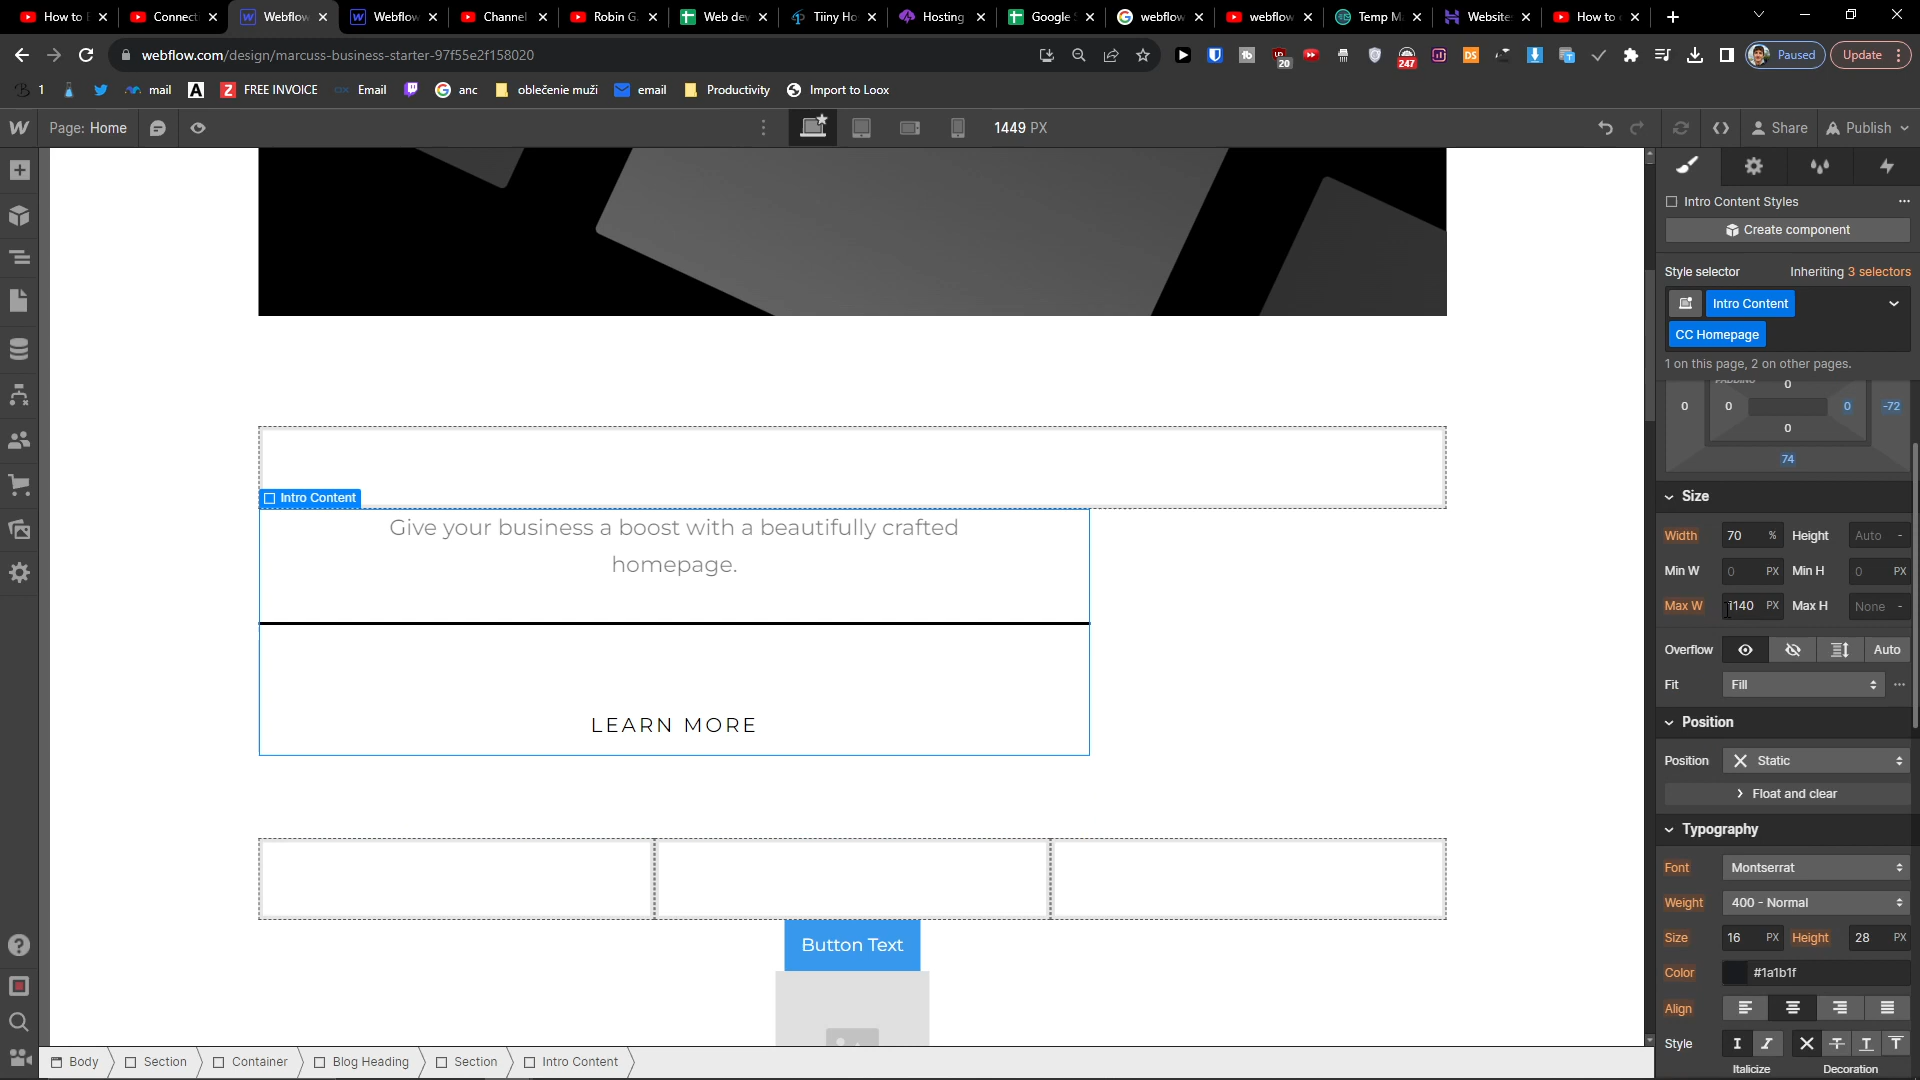 How to
Connect
Webflow
Webflow
Channel
Robin G
Web dev
Tiiny Ho
Hosting
Google
webflow
webflow
Temp M
Website
How to
webflow.com/design/marcuss-business-starter-97f55e2f158020
20
247
DS
Paused
Update
1
mail
FREE INVOICE
Email
anc
oblečenie muži
email
Productivity
Import to Loox
Page: Home
1449 PX
Share
Publish
Intro Content Styles
Create component
Style selector
Inheriting 3 selectors
Intro Content
CC Homepage
1 on this page, 2 on other pages.
PADDING
0
0
0
0
-72
0
74
Intro Content
Give your business a boost with a beautifully crafted
homepage.
LEARN MORE
Button Text
Size
Width 70 % Height Auto -
Min W 0 PX Min H 0 PX
Max W 1140 PX Max H None -
Overflow Auto
Fit Fill
Position
Position Static
Float and clear
Typography
Font Montserrat
Weight 400 - Normal
Size 16 PX Height 28 PX
Color #1a1b1f
Align
Style
Italicize Decoration
Body Section Container Blog Heading Section Intro Content